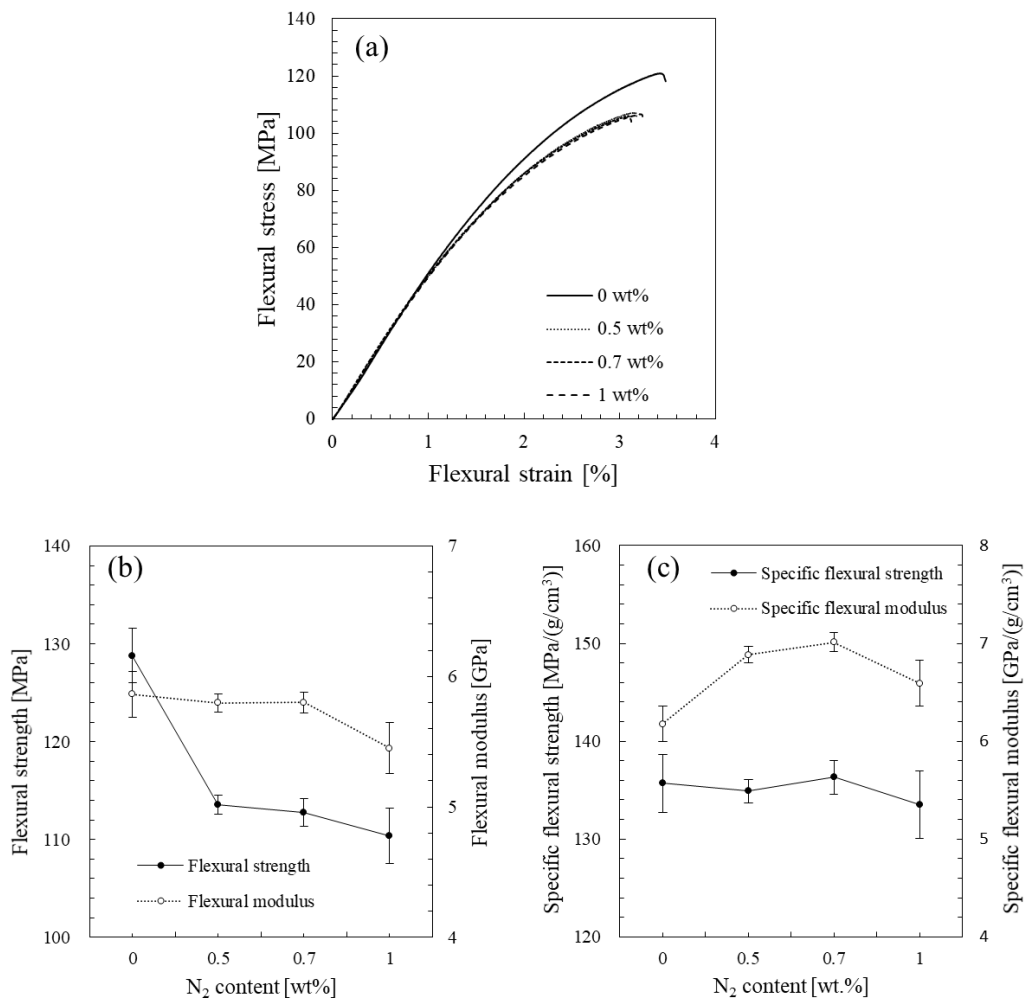 (a)
Flexural stress [MPa]
140
120
100
80
60
40
20
0
0 wt%
0.5 wt%
0.7 wt%
1 wt%
0 1 2 3 4
Flexural strain [%]
(b)
Flexural strength [MPa]
140
130
120
110
100
Flexural modulus [GPa]
7
6
5
4
Flexural strength
Flexural modulus
0 0.5 0.7 1
N₂ content [wt%]
(c)
Specific flexural strength [MPa/(g/cm³)]
160
150
140
130
120
Specific flexural modulus [GPa/(g/cm³)]
8
7
6
5
4
Specific flexural strength
Specific flexural modulus
0 0.5 0.7 1
N₂ content [wt.%]